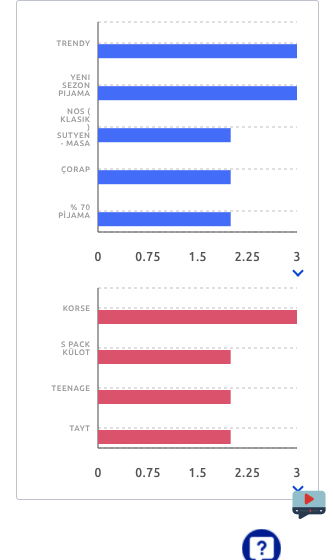 TRENDY
YENI
SEZON
PIJAMA
NOS (
KLASIK
)
SUTYEN
- MASA
ÇORAP
% 70
PİJAMA
0 0.75 1.5 2.25 3
KORSE
S PACK
KÜLOT
TEENAGE
TAYT
0 0.75 1.5 2.25 3
?